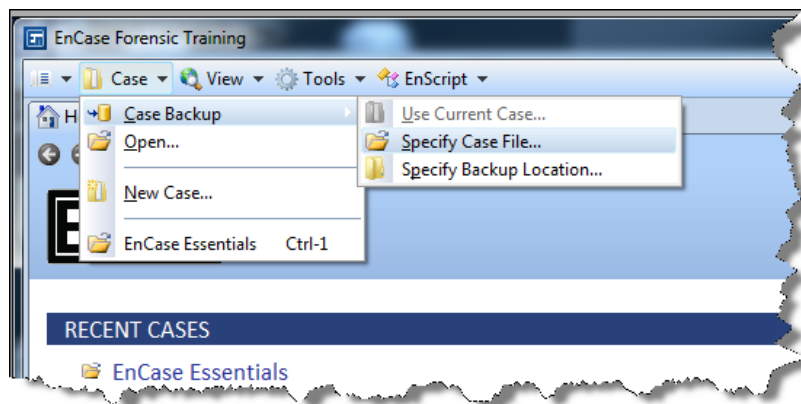 EnCase Forensic Training
Case View Tools EnScript
H
Case Backup
Open...
New Case...
EnCase Essentials Ctrl-1
Use Current Case...
Specify Case File...
Specify Backup Location...
E
RECENT CASES
EnCase Essentials